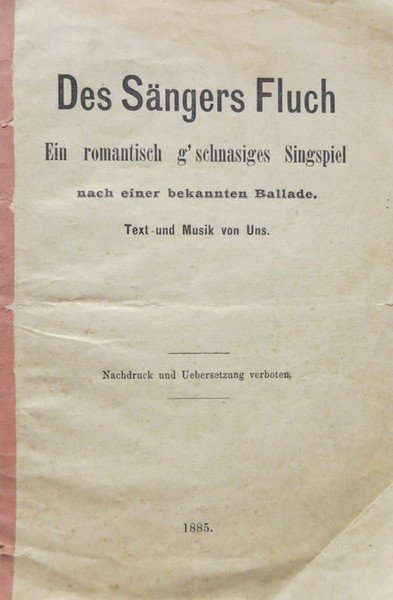 Des Sängers Fluch
Ein romantisch g'schnasiges Singspiel
nach einer bekannten Ballade.
Text und Musik von Uns.
Nachdruck und Uebersetzung verboten.
1885.